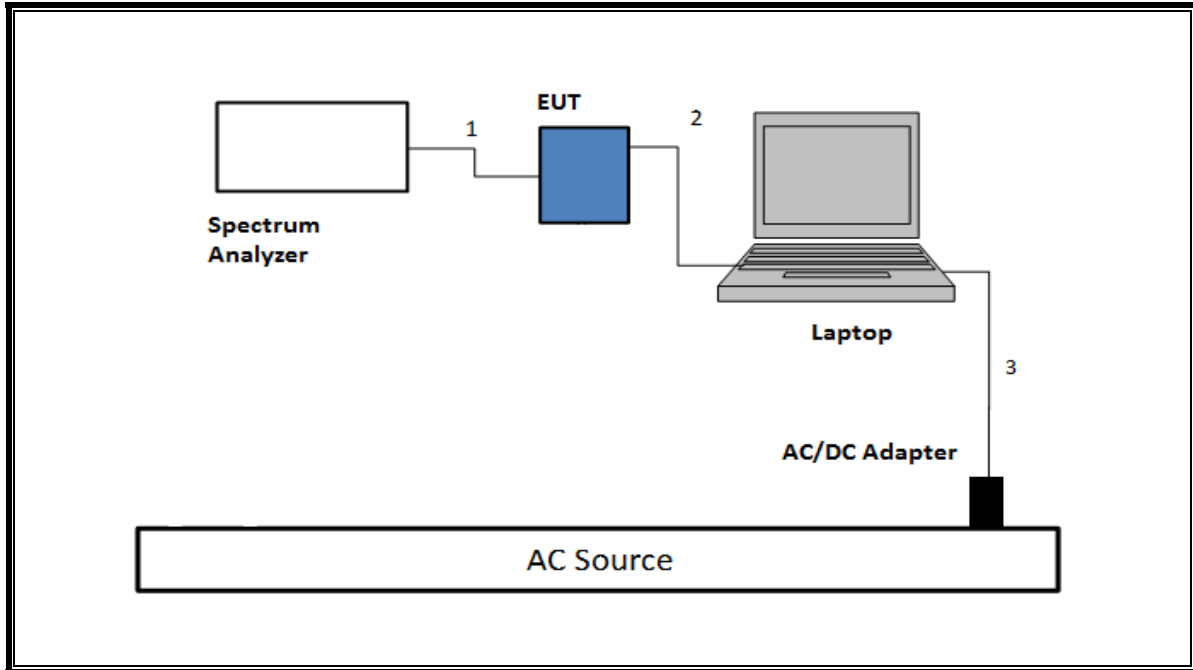 EUT
1
2
Spectrum
Analyzer
Laptop
3
AC/DC Adapter
AC Source